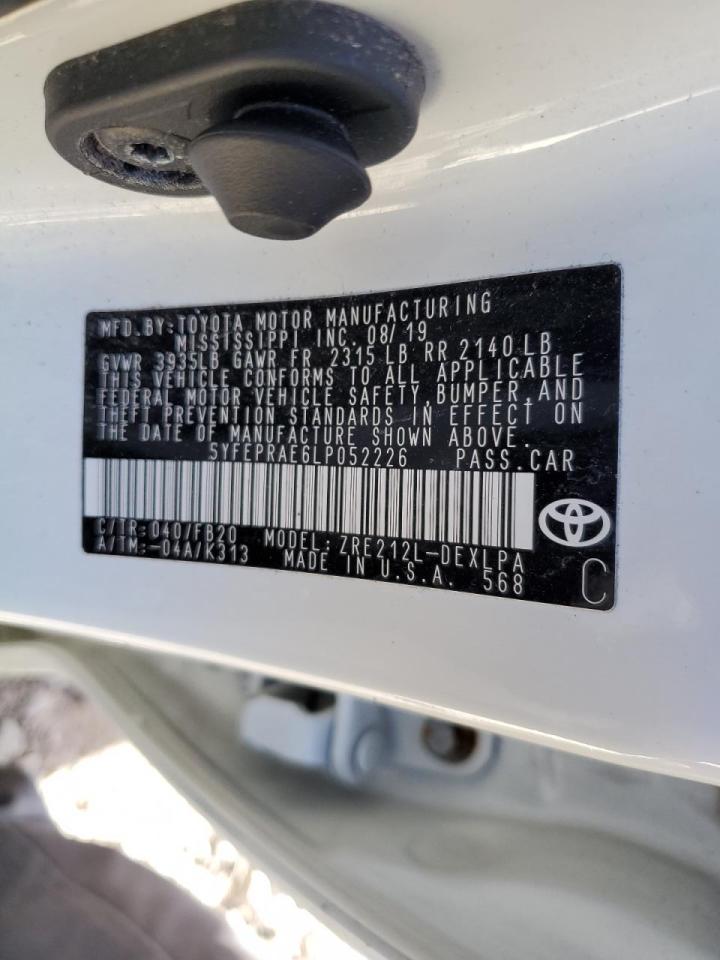 MFD.BY:TOYOTA MOTOR MANUFACTURING
MISSISSIPPI INC. 08/19
GVWR 3935LB GAWR FR 2315 LB RR 2140 LB
THIS VEHICLE CONFORMS TO ALL APPLICABLE
FEDERAL MOTOR VEHICLE SAFETY,BUMPER,AND
THEFT PREVENTION STANDARDS IN EFFECT ON
THE DATE OF MANUFACTURE SHOWN ABOVE.
5YFEPRAE6LP052226 PASS.CAR
C/TR:040/FB20 MODEL:ZRE212L-DEXLPA
A/TM:-04A/K313 MADE IN U.S.A. 568
C